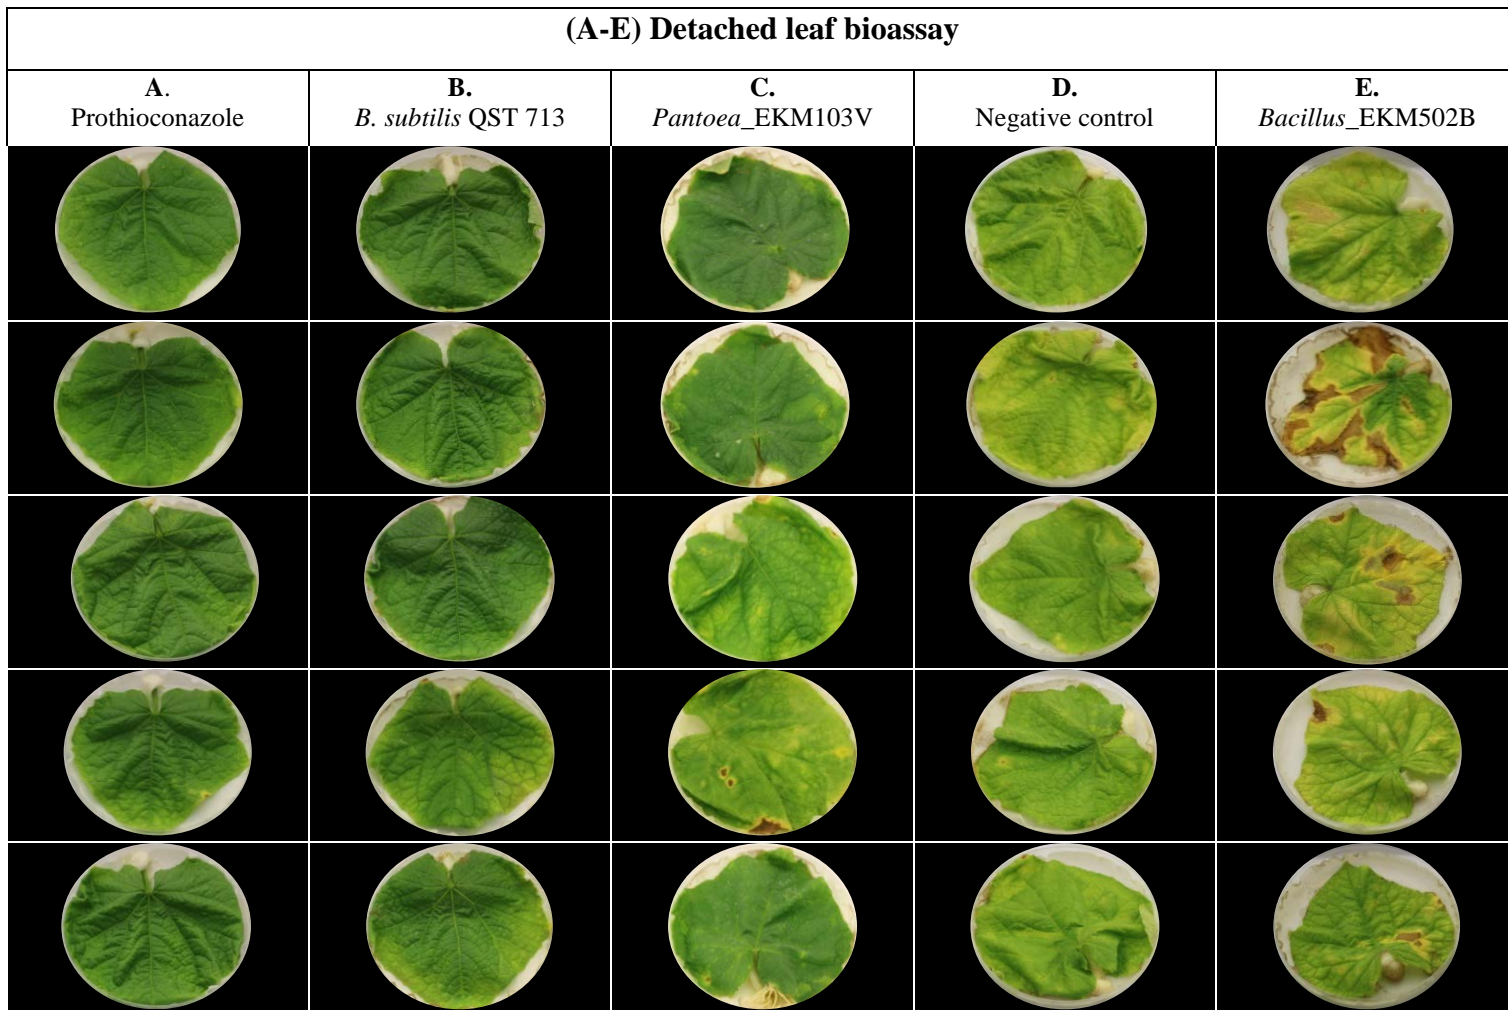 (A-E) Detached leaf bioassay
A.
Prothioconazole
B.
B. subtilis QST 713
C.
Pantoea_EKM103V
D.
Negative control
E.
Bacillus_EKM502B